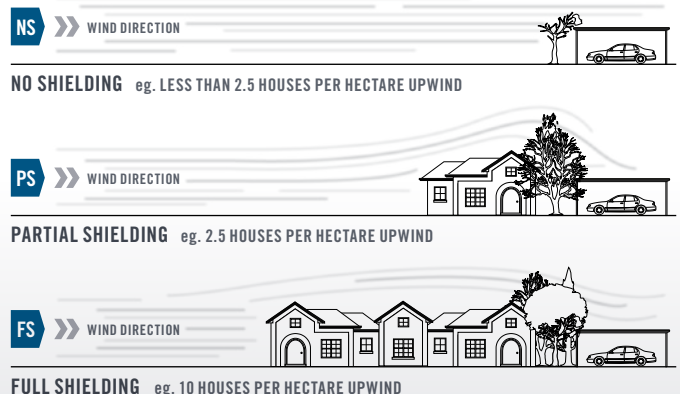 NS WIND DIRECTION
NO SHIELDING eg. LESS THAN 2.5 HOUSES PER HECTARE UPWIND
PS WIND DIRECTION
PARTIAL SHIELDING eg. 2.5 HOUSES PER HECTARE UPWIND
FS WIND DIRECTION
FULL SHIELDING eg. 10 HOUSES PER HECTARE UPWIND